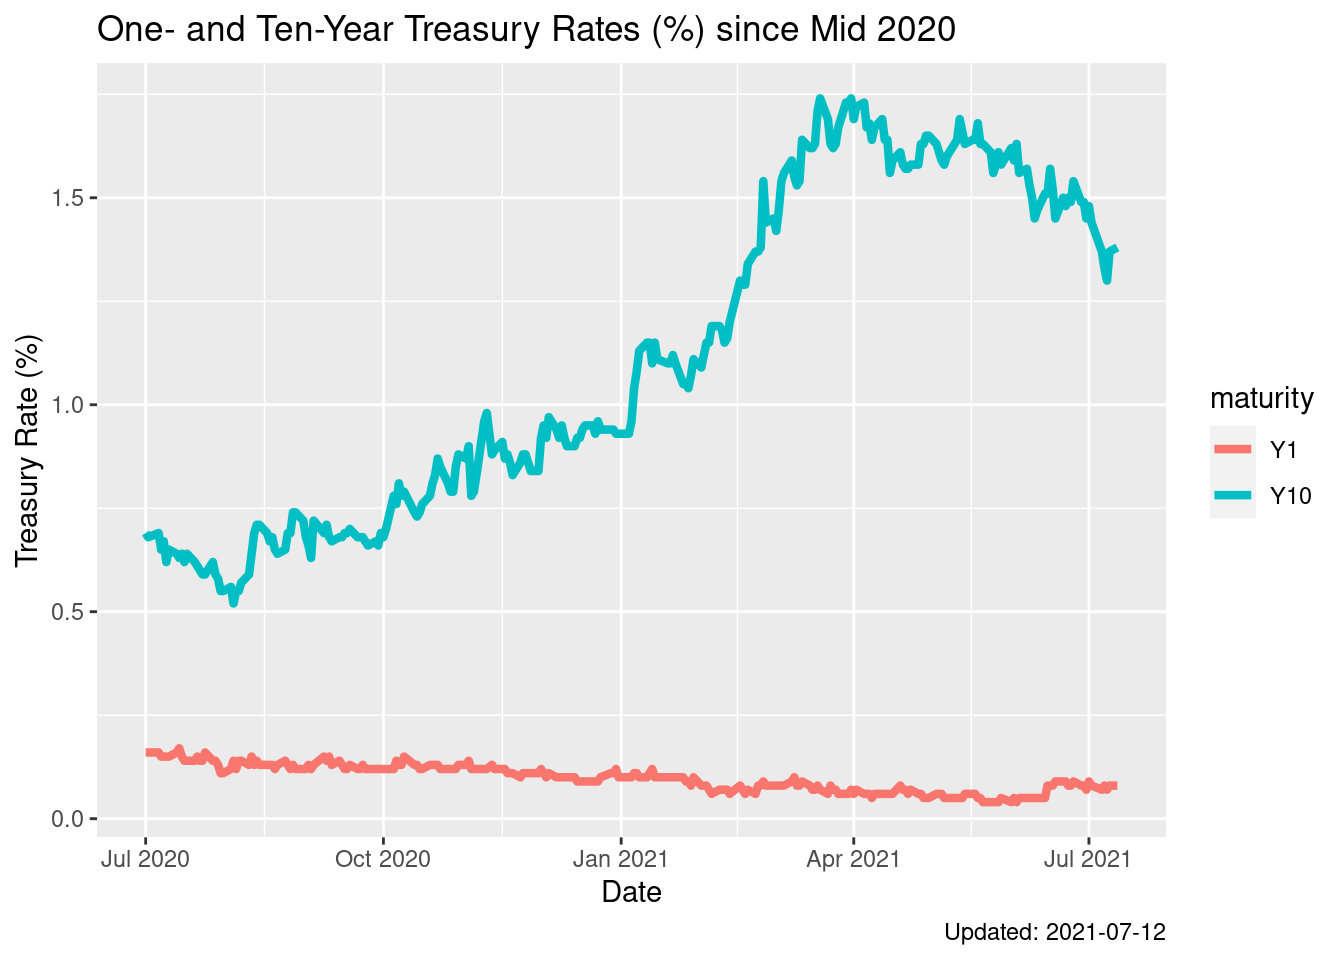 One- and Ten-Year Treasury Rates (%) since Mid 2020
Treasury Rate (%)
1.5
1.0
0.5
0.0
Jul 2020 Oct 2020 Jan 2021 Apr 2021 Jul 2021
Date
maturity
Y1
Y10
Updated: 2021-07-12